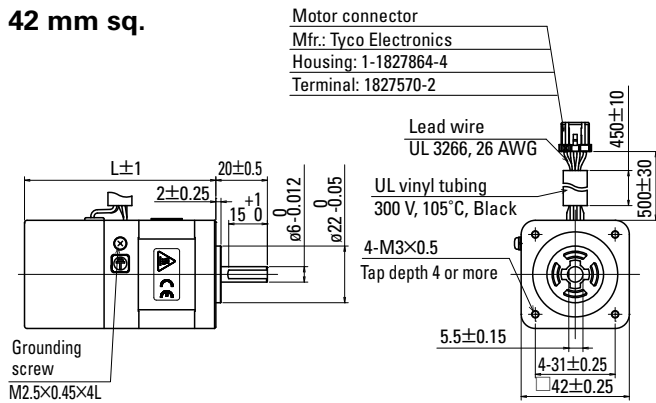 42 mm sq.
Motor connector
Mfr.: Tyco Electronics
Housing: 1-1827864-4
Terminal: 1827570-2
Lead wire
UL 3266, 26 AWG
UL vinyl tubing
300 V, 105˚C, Black
450±10
500±30
L±1
20±0.5
2±0.25
15 +1 0
ø6 0 -0.012
ø22 0 -0.05
4-M3×0.5
Tap depth 4 or more
CE
5.5±0.15
4-31±0.25
□42±0.25
Grounding
screw
M2.5×0.45×4L